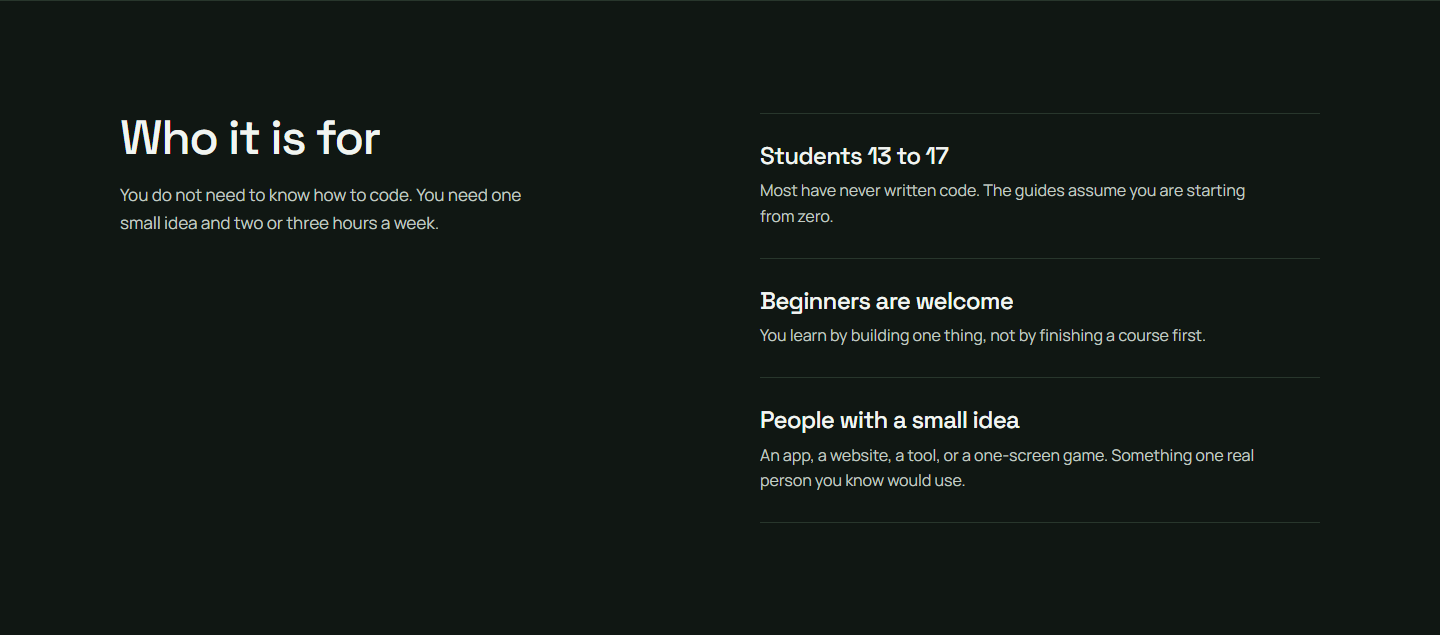 Who it is for
You do not need to know how to code. You need one
small idea and two or three hours a week.
Students 13 to 17
Most have never written code. The guides assume you are starting
from zero.
Beginners are welcome
You learn by building one thing, not by finishing a course first.
People with a small idea
An app, a website, a tool, or a one-screen game. Something one real
person you know would use.